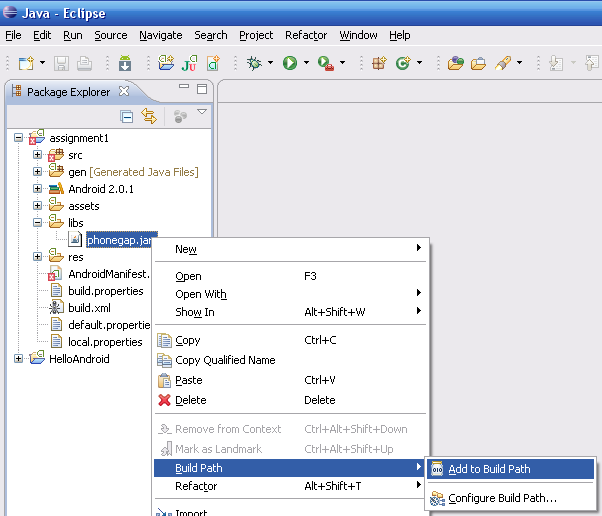 Java - Eclipse
File Edit Run Source Navigate Search Project Refactor Window Help
Package Explorer
assignment1
src
gen [Generated Java Files]
Android 2.0.1
assets
libs
phonegap.jar
res
AndroidManifest.
build.properties
build.xml
default.propertie
local.properties
HelloAndroid
New
Open F3
Open With
Show In Alt+Shift+W
Copy Ctrl+C
Copy Qualified Name
Paste Ctrl+V
Delete Delete
Remove from Context Ctrl+Alt+Shift+Down
Mark as Landmark Ctrl+Alt+Shift+Up
Build Path
Refactor Alt+Shift+T
Import
Add to Build Path
Configure Build Path...